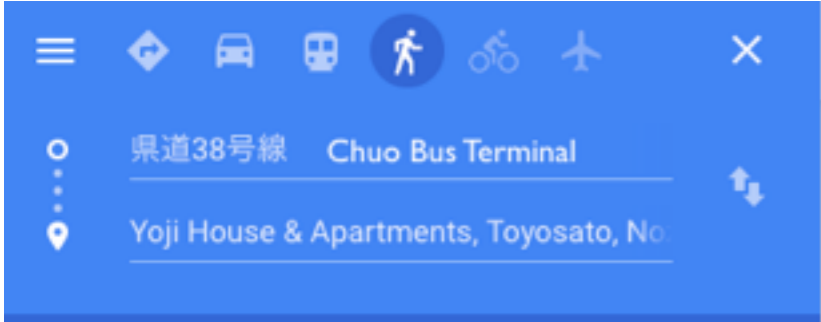 県道38号線 Chuo Bus Terminal
Yoji House & Apartments, Toyosato, No